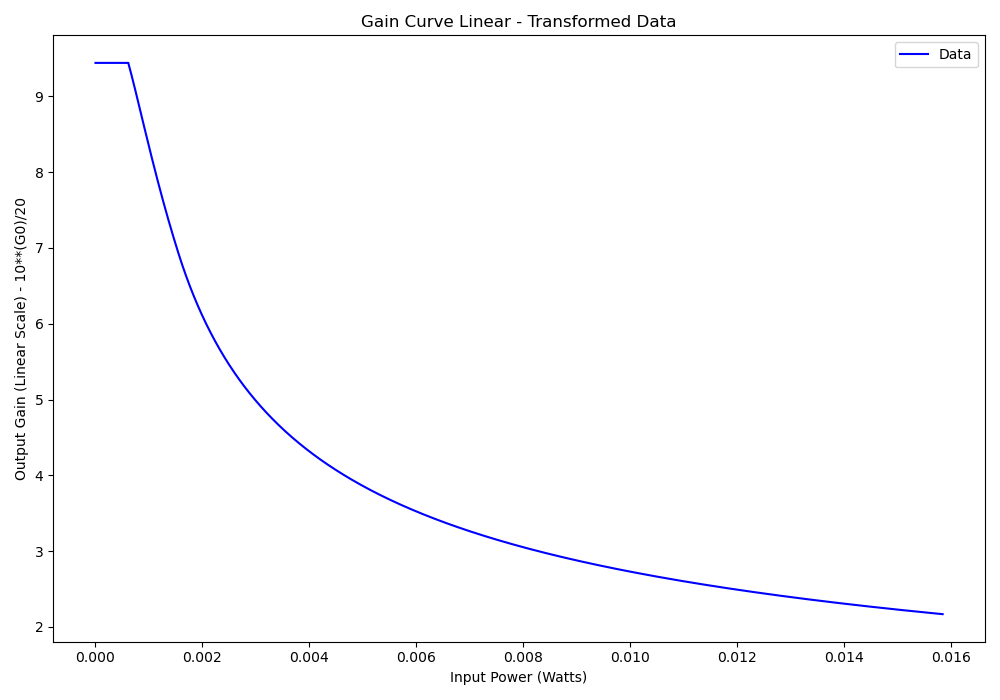 Gain Curve Linear - Transformed Data
Data
Output Gain (Linear Scale) - 10**(G0)/20
9
8
7
6
5
4
3
2
0.000 0.002 0.004 0.006 0.008 0.010 0.012 0.014 0.016
Input Power (Watts)